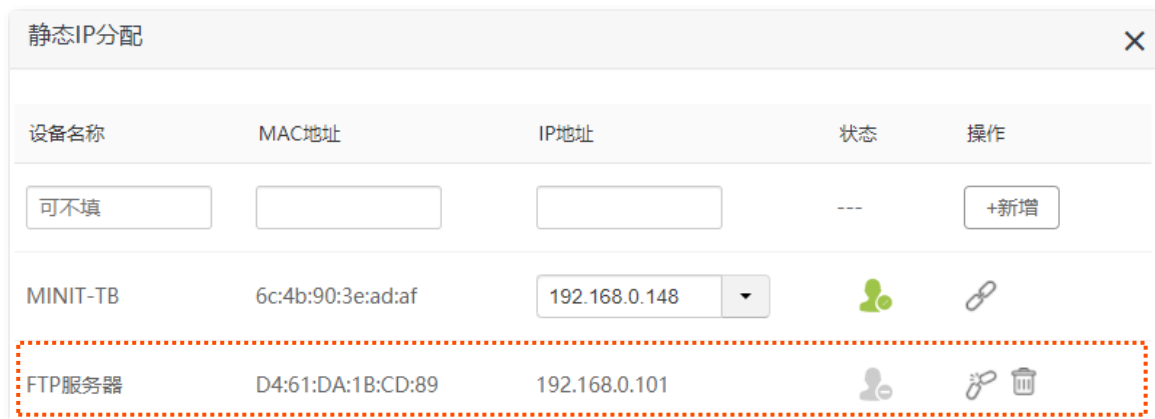 静态IP分配
设备名称 MAC地址 IP地址 状态 操作
可不填 --- +新增
MINIT-TB 6c:4b:90:3e:ad:af 192.168.0.148
FTP服务器 D4:61:DA:1B:CD:89 192.168.0.101